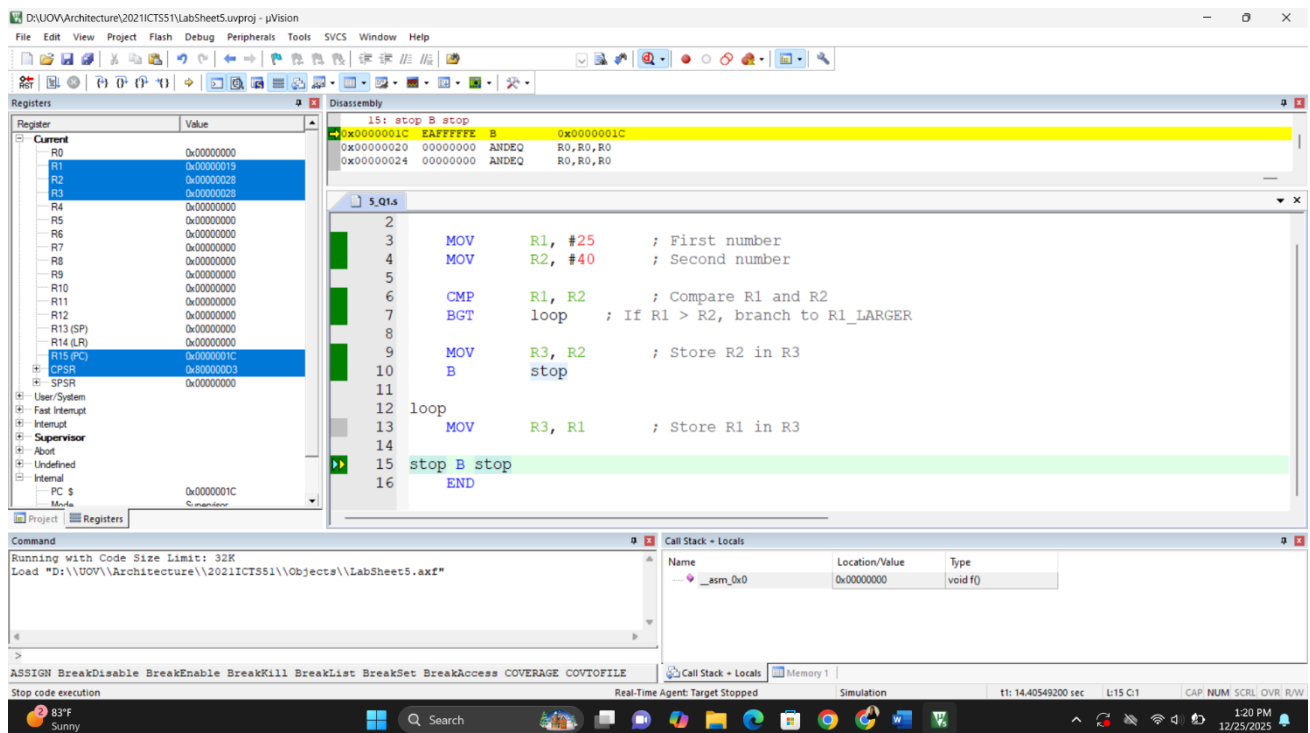 D:\UOV\Architecture\2021ICTS51\LabSheet5.uvproj - µVision
File Edit View Project Flash Debug Peripherals Tools SVCS Window Help
Registers
Register Value
Current
R0 0x00000000
R1 0x00000019
R2 0x00000028
R3 0x00000028
R4 0x00000000
R5 0x00000000
R6 0x00000000
R7 0x00000000
R8 0x00000000
R9 0x00000000
R10 0x00000000
R11 0x00000000
R12 0x00000000
R13 (SP) 0x00000000
R14 (LR) 0x00000000
R15 (PC) 0x0000001C
CPSR 0x800000D3
SPSR 0x00000000
User/System
Fast Interrupt
Interrupt
Supervisor
Abort
Undefined
Internal
PC $ 0x0000001C
Mode Supervisor
Project Registers
Disassembly
15: stop B stop
0x0000001C EAFFFFFE B 0x0000001C
0x00000020 00000000 ANDEQ R0,R0,R0
0x00000024 00000000 ANDEQ R0,R0,R0
5_Q1.s
2
3 MOV R1, #25 ; First number
4 MOV R2, #40 ; Second number
5
6 CMP R1, R2 ; Compare R1 and R2
7 BGT loop ; If R1 > R2, branch to R1_LARGER
8
9 MOV R3, R2 ; Store R2 in R3
10 B stop
11
12 loop
13 MOV R3, R1 ; Store R1 in R3
14
15 stop B stop
16 END
Command
Running with Code Size Limit: 32K
Load "D:\\UOV\\Architecture\\2021ICTS51\\Objects\\LabSheet5.axf"
>
ASSIGN BreakDisable BreakEnable BreakKill BreakList BreakSet BreakAccess COVERAGE COVTOFILE
Call Stack + Locals
Name Location/Value Type
__asm_0x0 0x00000000 void f()
Call Stack + Locals Memory 1
Stop code execution Real-Time Agent: Target Stopped Simulation t1: 14.40549200 sec L:15 C:1 CAP NUM SCRL OVR R/W
2
83°F
Sunny
Search
1:20 PM
12/25/2025